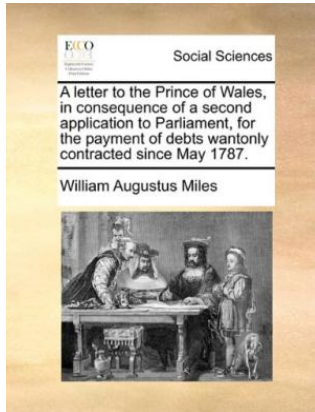 ECCO
Social Sciences
A letter to the Prince of Wales,
in consequence of a second
application to Parliament, for
the payment of debts wantonly
contracted since May 1787.
William Augustus Miles